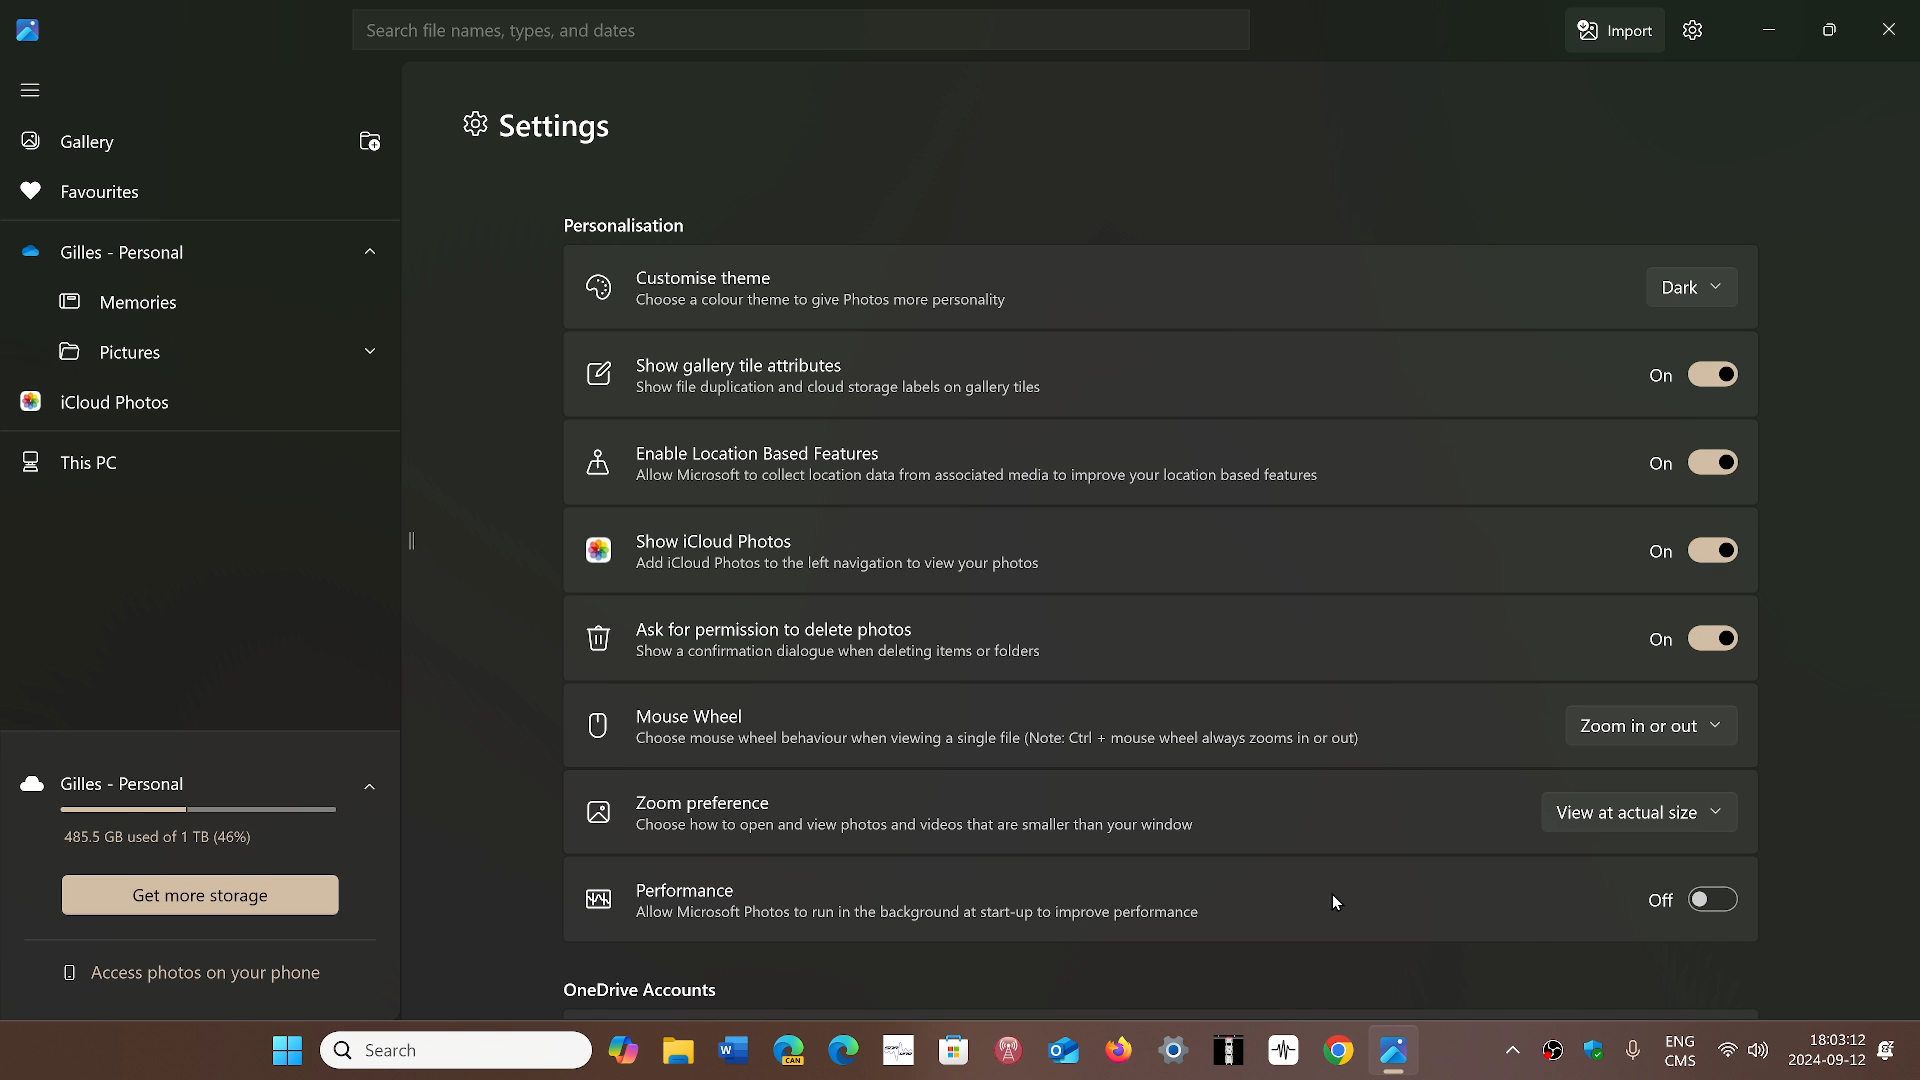 Search file names, types, and dates
Import
Gallery
Favourites
Gilles - Personal
Memories
Pictures
iCloud Photos
This PC
Gilles - Personal
485.5 GB used of 1 TB (46%)
Get more storage
Access photos on your phone
Settings
Personalisation
Customise theme
Choose a colour theme to give Photos more personality
Dark
Show gallery tile attributes
Show file duplication and cloud storage labels on gallery tiles
On
Enable Location Based Features
Allow Microsoft to collect location data from associated media to improve your location based features
On
Show iCloud Photos
Add iCloud Photos to the left navigation to view your photos
On
Ask for permission to delete photos
Show a confirmation dialogue when deleting items or folders
On
Mouse Wheel
Choose mouse wheel behaviour when viewing a single file (Note: Ctrl + mouse wheel always zooms in or out)
Zoom in or out
Zoom preference
Choose how to open and view photos and videos that are smaller than your window
View at actual size
Performance
Allow Microsoft Photos to run in the background at start-up to improve performance
Off
OneDrive Accounts
Search
W
CAN
ENG
CMS
18:03:12
2024-09-12